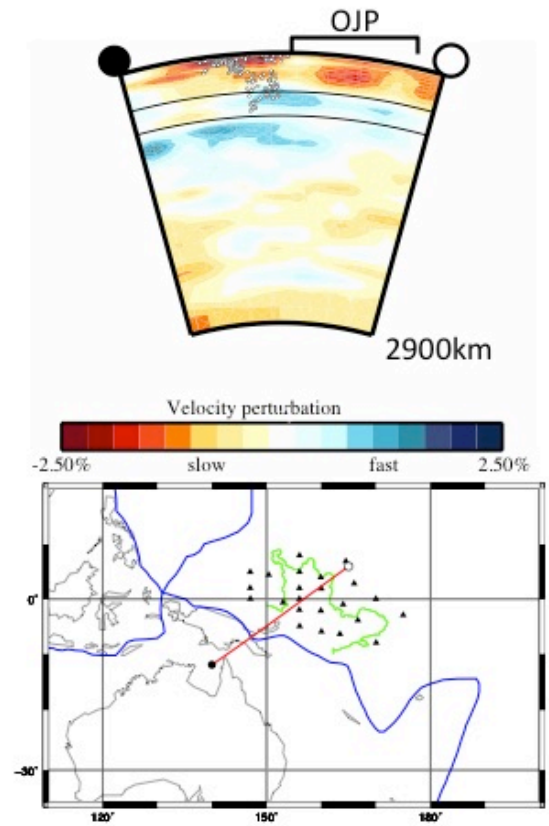 OJP
2900km
Velocity perturbation
-2.50% slow fast 2.50%
0°
-30°
120° 150° 180°